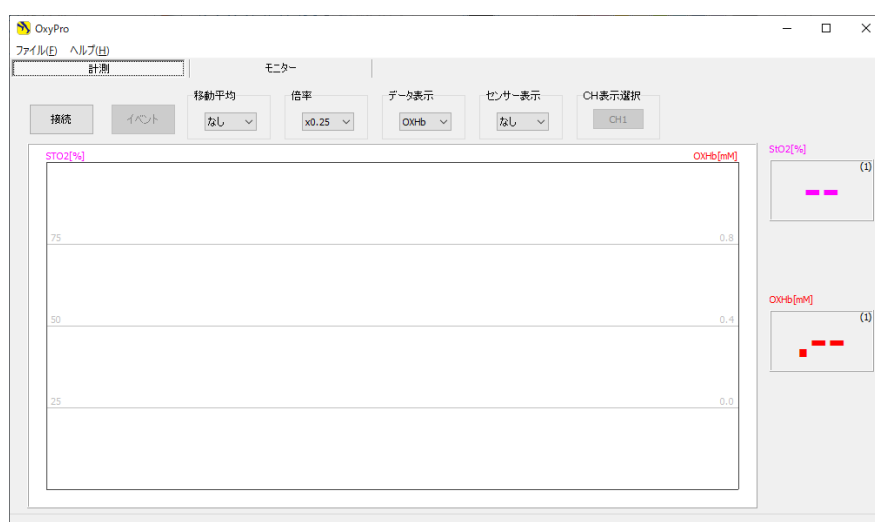 OxyPro
ファイル(F) ヘルプ(H)
計測 モニター
移動平均 倍率 データ表示 センサー表示 CH表示選択
接続 イベント なし x0.25 OXHb なし CH1
STO2[%] OXHb[mM]
75 0.8
50 0.4
25 0.0
StO2[%]
(1)
--
OXHb[mM]
(1)
.--